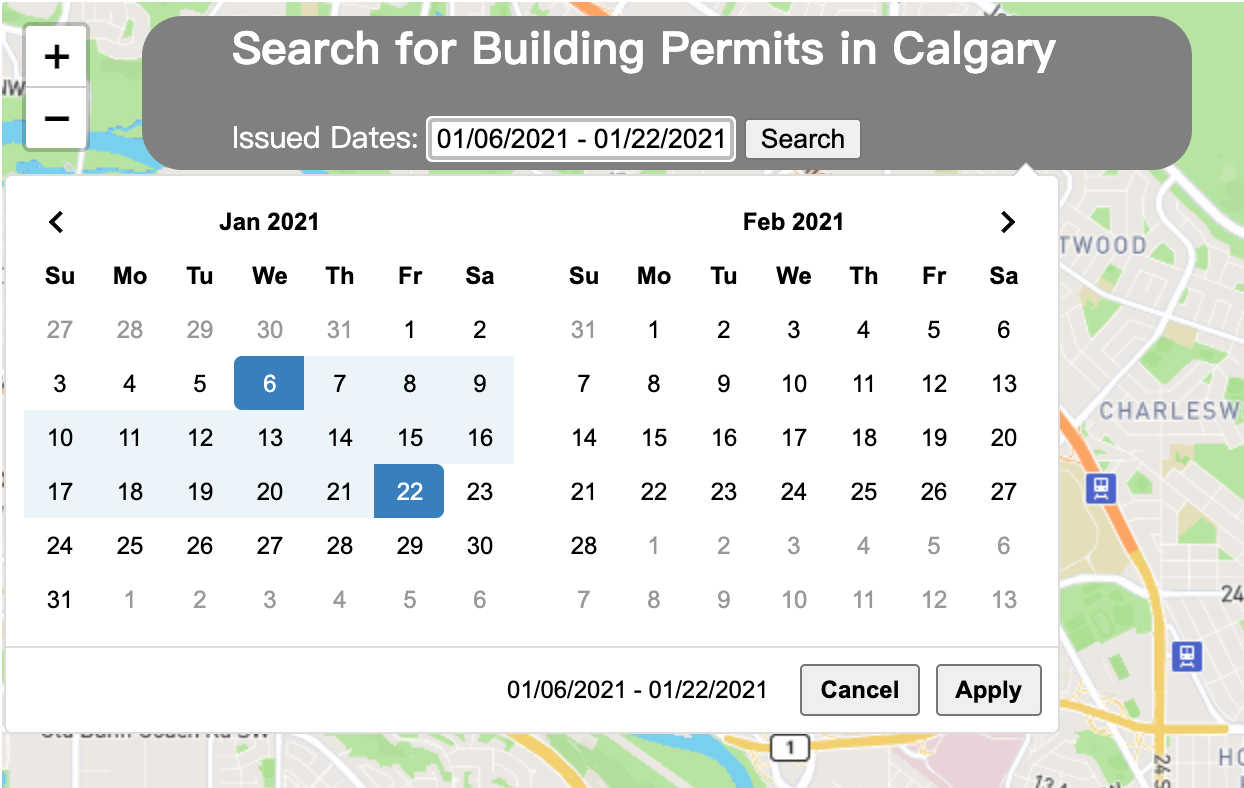 +
−
Search for Building Permits in Calgary
Issued Dates: 01/06/2021 - 01/22/2021 Search
Jan 2021
Su Mo Tu We Th Fr Sa
27 28 29 30 31 1 2
3 4 5 6 7 8 9
10 11 12 13 14 15 16
17 18 19 20 21 22 23
24 25 26 27 28 29 30
31 1 2 3 4 5 6
Feb 2021
Su Mo Tu We Th Fr Sa
31 1 2 3 4 5 6
7 8 9 10 11 12 13
14 15 16 17 18 19 20
21 22 23 24 25 26 27
28 1 2 3 4 5 6
7 8 9 10 11 12 13
01/06/2021 - 01/22/2021 Cancel Apply
NW
TWOOD
CHARLESW
24
1
HO
24 S